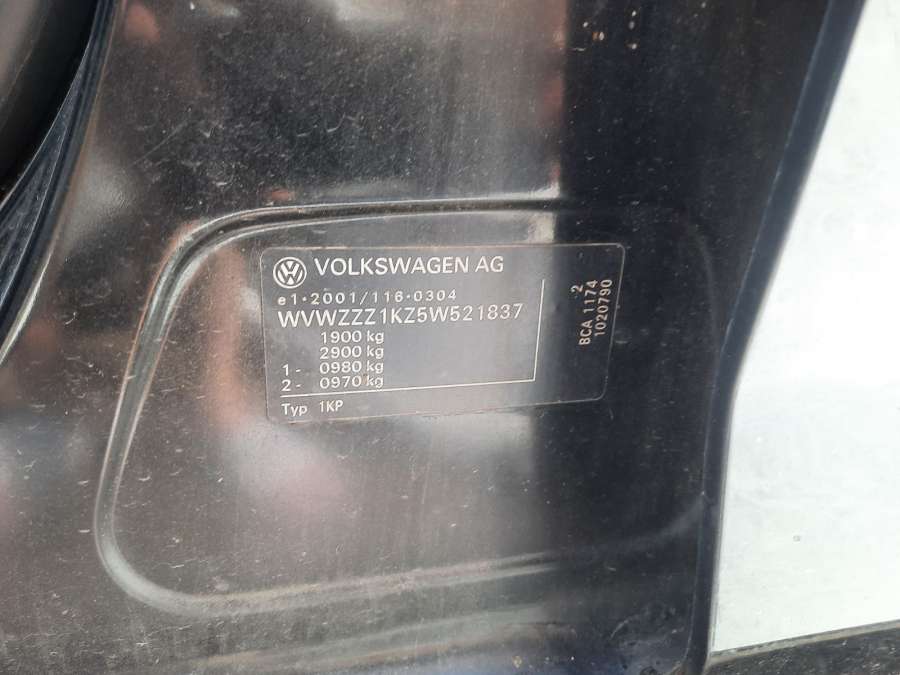 VOLKSWAGEN AG
e1*2001/116*0304
WVWZZZ1KZ5W521837
1900 kg
2900 kg
1- 0980 kg
2- 0970 kg
Typ 1KP
2
BCA 1174
1020790